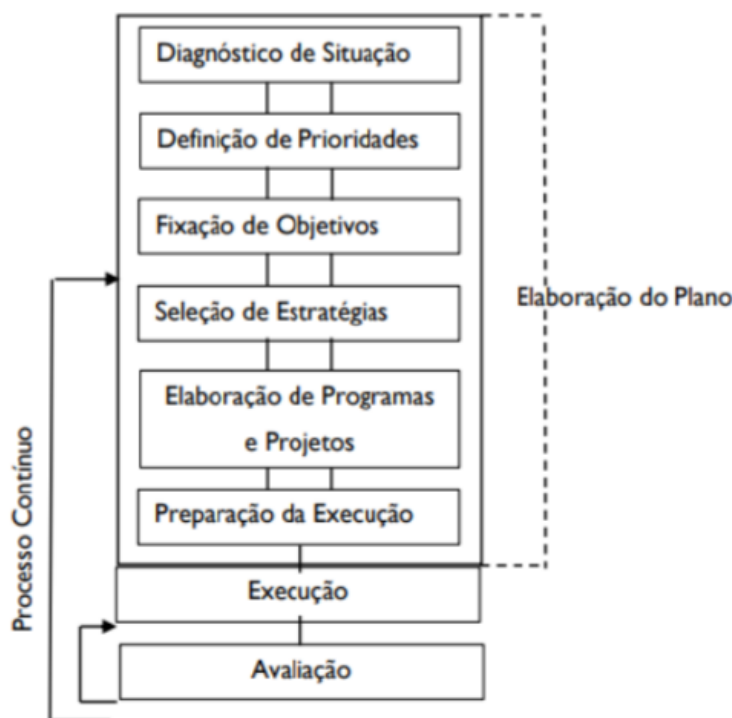 Diagnóstico de Situação
Definição de Prioridades
Fixação de Objetivos
Seleção de Estratégias
Elaboração de Programas
e Projetos
Preparação da Execução
Execução
Avaliação
Elaboração do Plano
Processo Contínuo